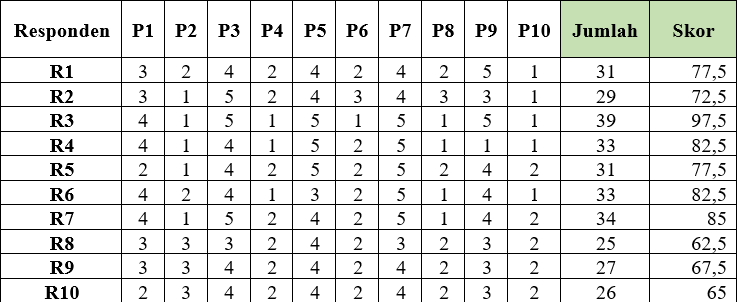 Responden P1 P2 P3 P4 P5 P6 P7 P8 P9 P10 Jumlah Skor
R1 3 2 4 2 4 2 4 2 5 1 31 77,5
R2 3 1 5 2 4 3 4 3 3 1 29 72,5
R3 4 1 5 1 5 1 5 1 5 1 39 97,5
R4 4 1 4 1 5 2 5 1 1 1 33 82,5
R5 2 1 4 2 5 2 5 2 4 2 31 77,5
R6 4 2 4 1 3 2 5 1 4 1 33 82,5
R7 4 1 5 2 4 2 5 1 4 2 34 85
R8 3 3 3 2 4 2 3 2 3 2 25 62,5
R9 3 3 4 2 4 2 4 2 3 2 27 67,5
R10 2 3 4 2 4 2 4 2 3 2 26 65